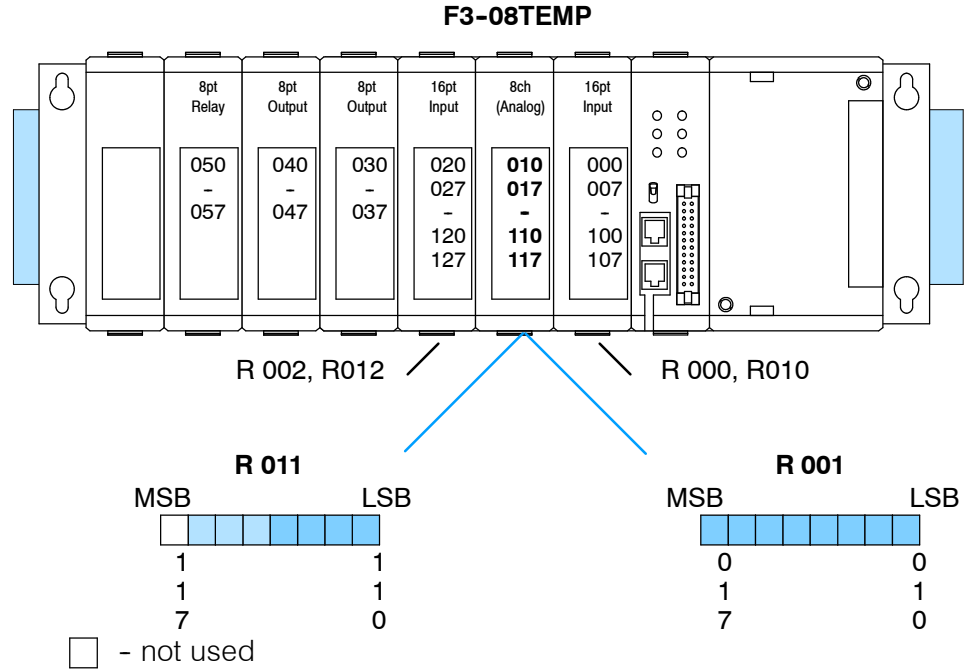 F3-08TEMP
8pt 8pt 8pt 16pt 8ch 16pt
Relay Output Output Input (Analog) Input
050 040 030 020 010 000
- - - 027 017 007
057 047 037 - - -
120 110 100
127 117 107
R 002, R012 R 000, R010
R 011 R 001
MSB LSB MSB LSB
1 1 0 0
1 1 1 1
7 0 7 0
- not used